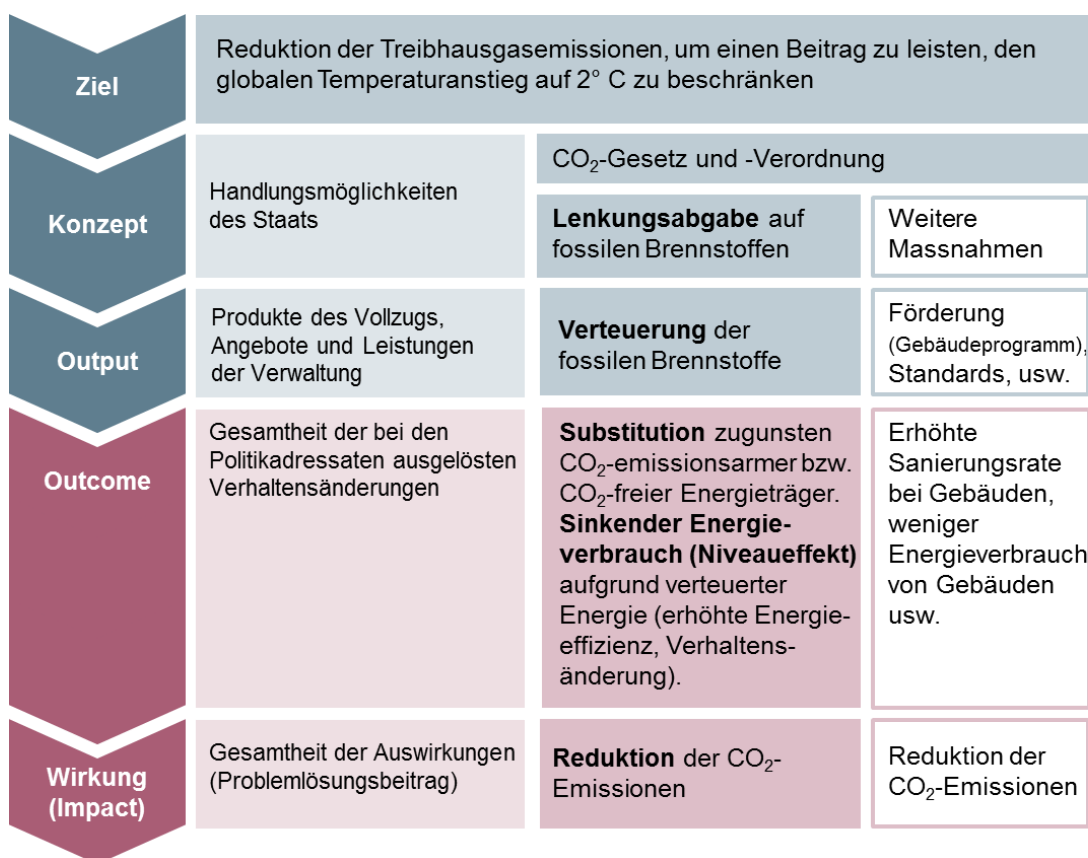 Ziel
Reduktion der Treibhausgasemissionen, um einen Beitrag zu leisten, den
globalen Temperaturanstieg auf 2° C zu beschränken
Konzept
Handlungsmöglichkeiten
des Staats
CO₂-Gesetz und -Verordnung
Lenkungsabgabe auf
fossilen Brennstoffen
Weitere
Massnahmen
Output
Produkte des Vollzugs,
Angebote und Leistungen
der Verwaltung
Verteuerung der
fossilen Brennstoffe
Förderung
(Gebäudeprogramm),
Standards, usw.
Outcome
Gesamtheit der bei den
Politikadressaten ausgelösten
Verhaltensänderungen
Substitution zugunsten
CO₂-emissionsarmer bzw.
CO₂-freier Energieträger.
Sinkender Energie-
verbrauch (Niveaueffekt)
aufgrund verteuerter
Energie (erhöhte Energie-
effizienz, Verhaltens-
änderung).
Erhöhte
Sanierungsrate
bei Gebäuden,
weniger
Energieverbrauch
von Gebäuden
usw.
Wirkung
(Impact)
Gesamtheit der Auswirkungen
(Problemlösungsbeitrag)
Reduktion der CO₂-
Emissionen
Reduktion der
CO₂-Emissionen